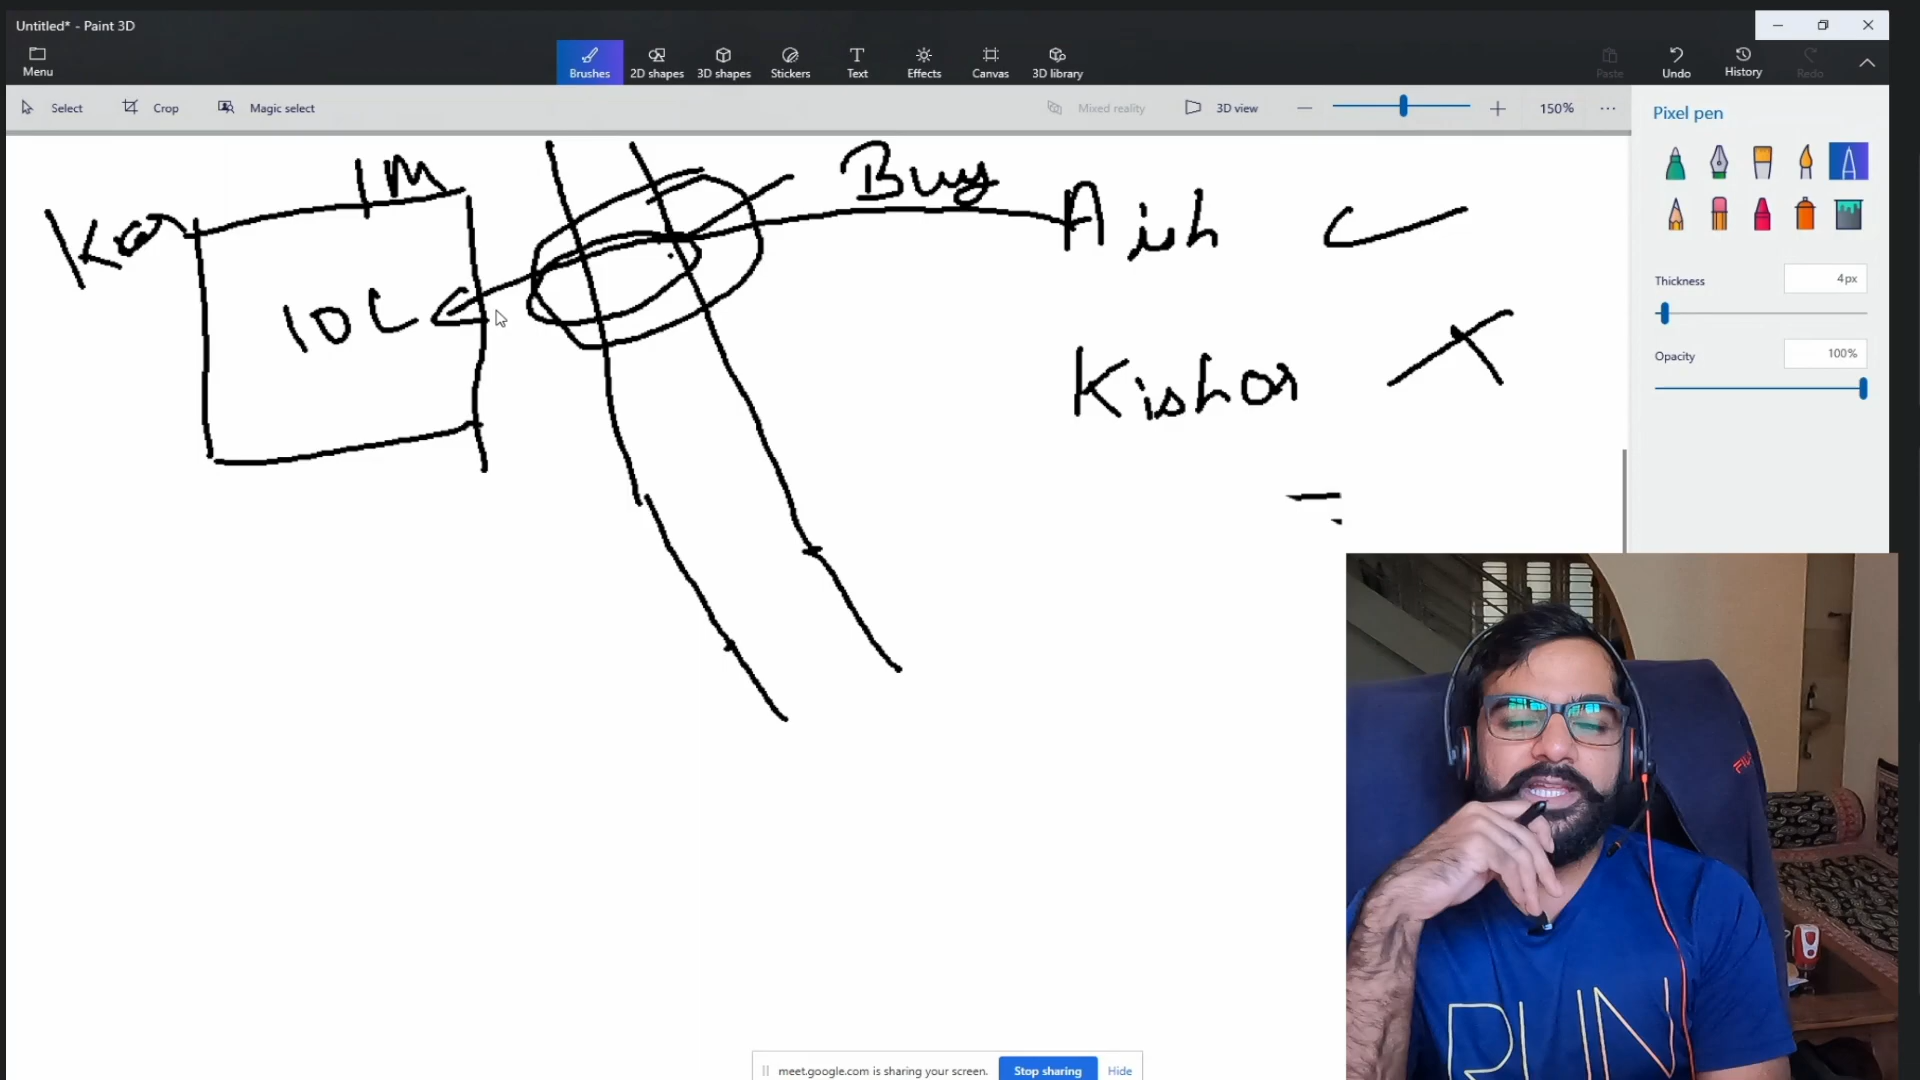 Untitled* - Paint 3D
Menu
Brushes
2D shapes
3D shapes
Stickers
Text
Effects
Canvas
3D library
Paste
Undo
History
Redo
Select
Crop
Magic select
Mixed reality
3D view
150%
Pixel pen
Thickness
4px
Opacity
100%
1M
Buy
10L
Kishor
FILA
RUN
meet.google.com is sharing your screen.
Stop sharing
Hide